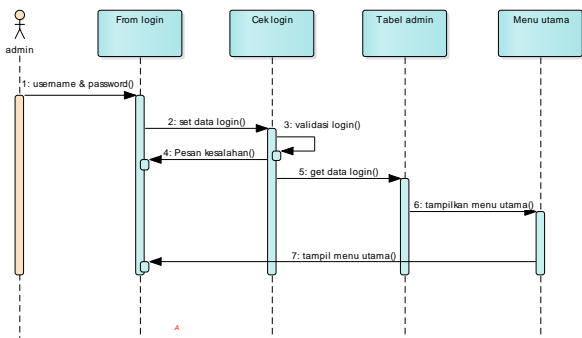 From login
Cek login
Tabel admin
Menu utama
admin
1: username & password()
2: set data login()
3: validasi login()
4: Pesan kesalahan()
5: get data login()
6: tampilkan menu utama()
7: tampil menu utama()
A